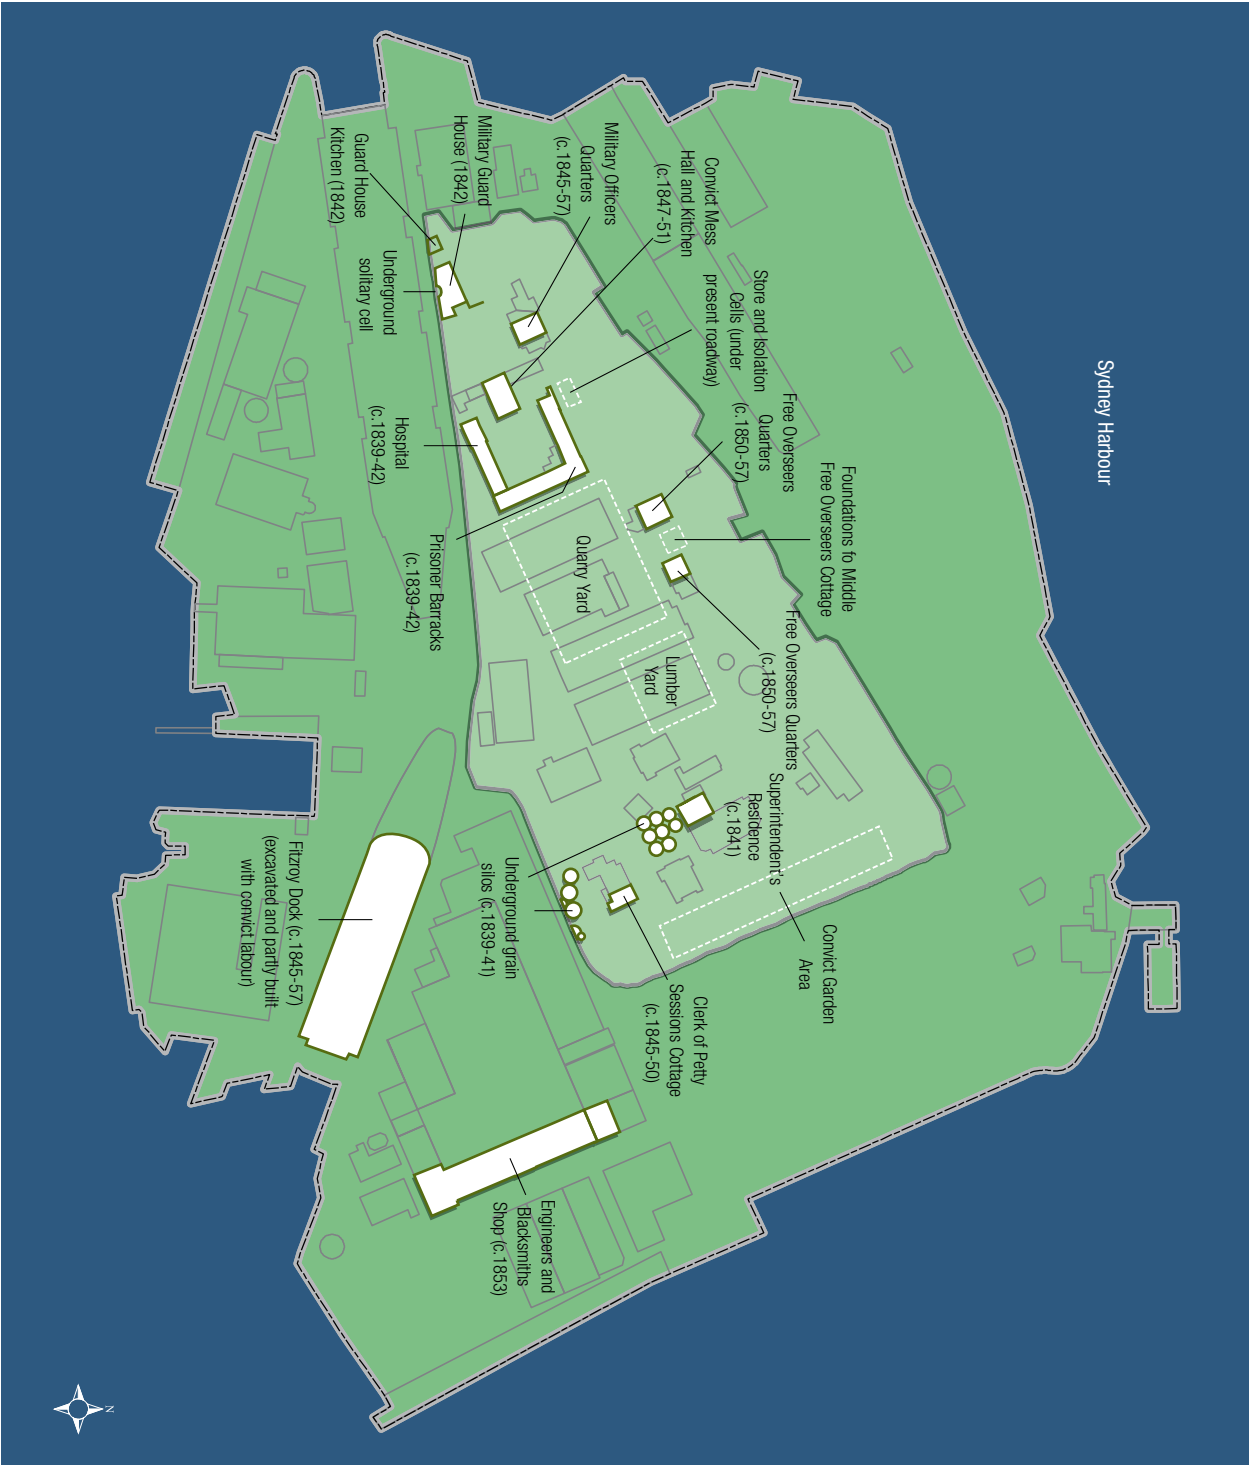 Sydney Harbour
Foundations fo Middle
Free Overseers Cottage
Free Overseers
Quarters
(c.1850-57)
Store and Isolation
Cells (under
present roadway)
Convict Mess
Hall and Kitchen
(c.1847-51)
Military Officers
Quarters
(c.1845-57)
Military Guard
House (1842)
Guard House
Kitchen (1842)
Underground
solitary cell
Hospital
(c.1839-42)
Prisoner Barracks
(c.1839-42)
Quarry Yard
Lumber
Yard
Free Overseers Quarters
(c.1850-57)
Superintendent's
Residence
(c.1841)
Convict Garden
Area
Clerk of Petty
Sessions Cottage
(c.1845-50)
Underground grain
silos (c.1839-41)
Fitzroy Dock (c.1845-57)
(excavated and partly built
with convict labour)
Engineers and
Blacksmiths
Shop (c.1853)
N